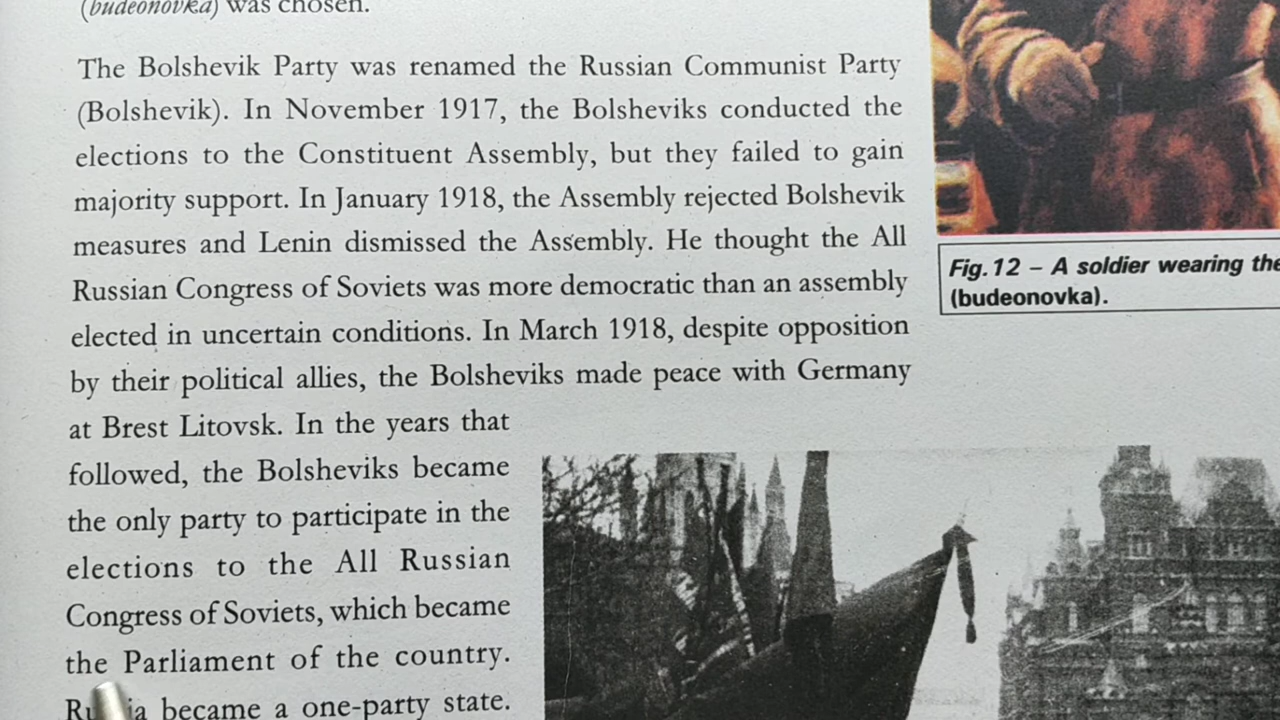 (budeonovka) was chosen.
The Bolshevik Party was renamed the Russian Communist Party
(Bolshevik). In November 1917, the Bolsheviks conducted the
elections to the Constituent Assembly, but they failed to gain
majority support. In January 1918, the Assembly rejected Bolshevik
measures and Lenin dismissed the Assembly. He thought the All
Russian Congress of Soviets was more democratic than an assembly
elected in uncertain conditions. In March 1918, despite opposition
by their political allies, the Bolsheviks made peace with Germany
at Brest Litovsk. In the years that
followed, the Bolsheviks became
the only party to participate in the
elections to the All Russian
Congress of Soviets, which became
the Parliament of the country.
became a one-party state.
Fig.12 – A soldier wearing the
(budeonovka).